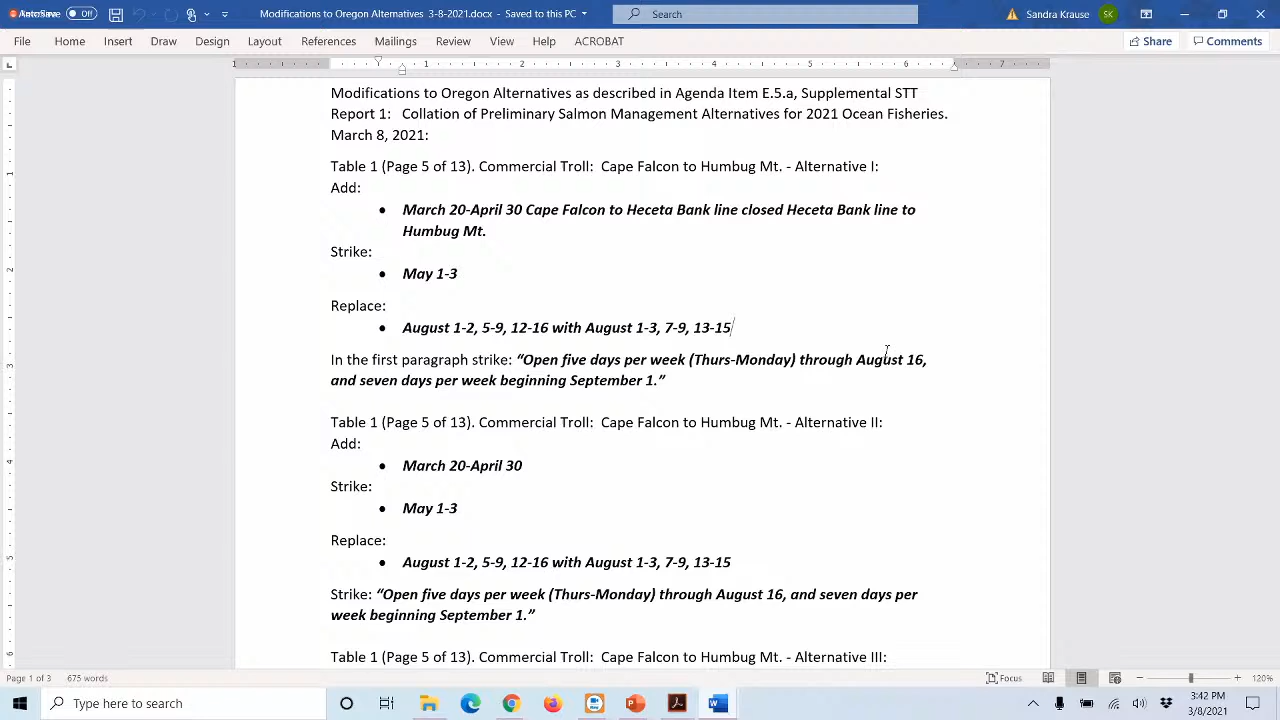 AutoSave Off
Modifications to Oregon Alternatives 3-8-2021.docx - Saved to this PC
Search
Sandra Krause
SK
File Home Insert Draw Design Layout References Mailings Review View Help ACROBAT Share Comments
1 2 3 4 5 6 7
Modifications to Oregon Alternatives as described in Agenda Item E.5.a, Supplemental STT
Report 1: Collation of Preliminary Salmon Management Alternatives for 2021 Ocean Fisheries.
March 8, 2021:
Table 1 (Page 5 of 13). Commercial Troll: Cape Falcon to Humbug Mt. - Alternative I:
Add:
• March 20-April 30 Cape Falcon to Heceta Bank line closed Heceta Bank line to
Humbug Mt.
Strike:
• May 1-3
Replace:
• August 1-2, 5-9, 12-16 with August 1-3, 7-9, 13-15
In the first paragraph strike: “Open five days per week (Thurs-Monday) through August 16,
and seven days per week beginning September 1.”
Table 1 (Page 5 of 13). Commercial Troll: Cape Falcon to Humbug Mt. - Alternative II:
Add:
• March 20-April 30
Strike:
• May 1-3
Replace:
• August 1-2, 5-9, 12-16 with August 1-3, 7-9, 13-15
Strike: “Open five days per week (Thurs-Monday) through August 16, and seven days per
week beginning September 1.”
Table 1 (Page 5 of 13). Commercial Troll: Cape Falcon to Humbug Mt. - Alternative III:
Page 1 of 3 675 words Focus 120%
Type here to search
3:42 PM
3/8/2021